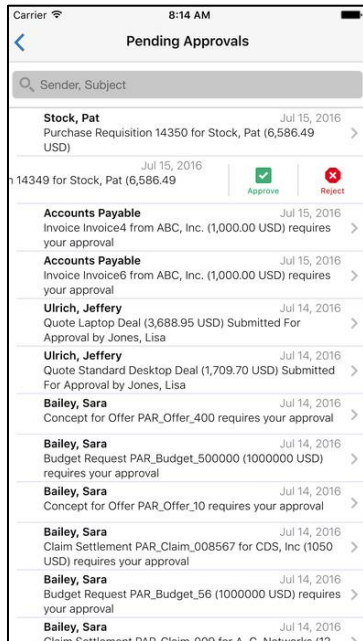 Carrier 8:14 AM
Pending Approvals
Sender, Subject
Stock, Pat Jul 15, 2016
Purchase Requisition 14350 for Stock, Pat (6,586.49
USD)
Jul 15, 2016
14349 for Stock, Pat (6,586.49
Approve Reject
Accounts Payable Jul 15, 2016
Invoice Invoice4 from ABC, Inc. (1,000.00 USD) requires
your approval
Accounts Payable Jul 15, 2016
Invoice Invoice6 from ABC, Inc. (1,000.00 USD) requires
your approval
Ulrich, Jeffery Jul 14, 2016
Quote Laptop Deal (3,688.95 USD) Submitted For
Approval by Jones, Lisa
Ulrich, Jeffery Jul 14, 2016
Quote Standard Desktop Deal (1,709.70 USD) Submitted
For Approval by Jones, Lisa
Bailey, Sara Jul 14, 2016
Concept for Offer PAR_Offer_400 requires your approval
Bailey, Sara Jul 14, 2016
Budget Request PAR_Budget_500000 (1000000 USD)
requires your approval
Bailey, Sara Jul 14, 2016
Concept for Offer PAR_Offer_10 requires your approval
Bailey, Sara Jul 14, 2016
Claim Settlement PAR_Claim_008567 for CDS, Inc (1050
USD) requires your approval
Bailey, Sara Jul 14, 2016
Budget Request PAR_Budget_56 (1000000 USD) requires
your approval
Bailey, Sara Jul 14, 2016
Claim Settlement PAR_Claim_009 for A. C. Networks (12